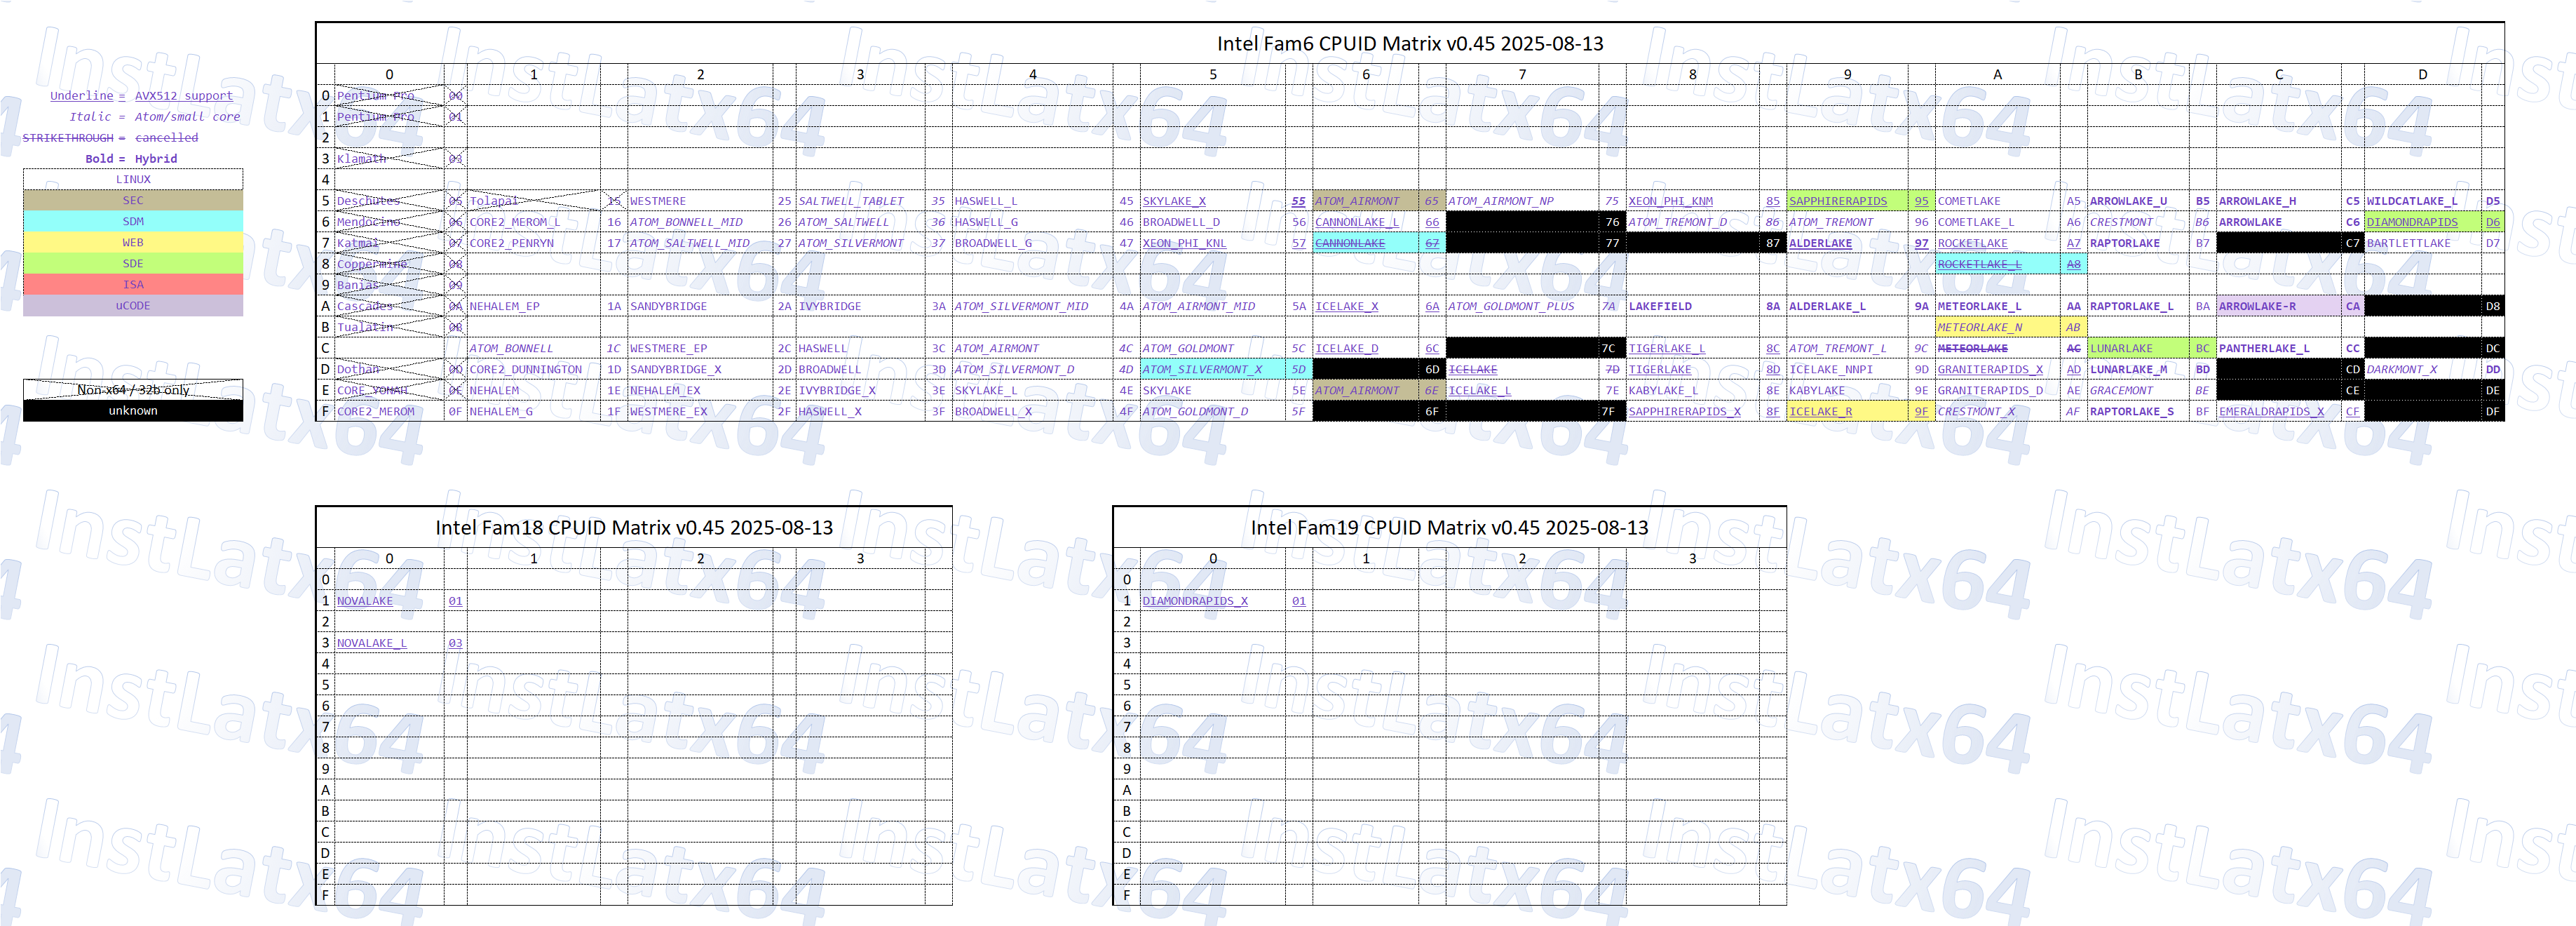 Intel Fam6 CPUID Matrix v0.45 2025-08-13
0 1 2 3 4 5 6 7 8 9 A B C D
Underline = AVX512 support
Italic = Atom/small core
STRIKETHROUGH = cancelled
Bold = Hybrid
LINUX
SEC
SDM
WEB
SDE
ISA
uCODE
Non-x64 / 32b only
unknown
0 Pentium Pro 00
1 Pentium Pro 01
2
3 Klamath 03
4
5 Deschutes 05 Tolapai 15 WESTMERE 25 SALTWELL_TABLET 35 HASWELL_L 45 SKYLAKE_X 55 ATOM_AIRMONT 65 ATOM_AIRMONT_NP 75 XEON_PHI_KNM 85 SAPPHIRERAPIDS 95 COMETLAKE A5 ARROWLAKE_U B5 ARROWLAKE_H C5 WILDCATLAKE_L D5
6 Mendocino 06 CORE2_MEROM_L 16 ATOM_BONNELL_MID 26 ATOM_SALTWELL 36 HASWELL_G 46 BROADWELL_D 56 CANNONLAKE_L 66 76 ATOM_TREMONT_D 86 ATOM_TREMONT 96 COMETLAKE_L A6 CRESTMONT B6 ARROWLAKE C6 DIAMONDRAPIDS D6
7 Katmai 07 CORE2_PENRYN 17 ATOM_SALTWELL_MID 27 ATOM_SILVERMONT 37 BROADWELL_G 47 XEON_PHI_KNL 57 CANNONLAKE 67 77 87 ALDERLAKE 97 ROCKETLAKE A7 RAPTORLAKE B7 C7 BARTLETTLAKE D7
8 Coppermine 08 ROCKETLAKE_L A8
9 Banias 09
A Cascades 0A NEHALEM_EP 1A SANDYBRIDGE 2A IVYBRIDGE 3A ATOM_SILVERMONT_MID 4A ATOM_AIRMONT_MID 5A ICELAKE_X 6A ATOM_GOLDMONT_PLUS 7A LAKEFIELD 8A ALDERLAKE_L 9A METEORLAKE_L AA RAPTORLAKE_L BA ARROWLAKE-R CA D8
B Tualatin 0B METEORLAKE_N AB
C ATOM_BONNELL 1C WESTMERE_EP 2C HASWELL 3C ATOM_AIRMONT 4C ATOM_GOLDMONT 5C ICELAKE_D 6C 7C TIGERLAKE_L 8C ATOM_TREMONT_L 9C METEORLAKE AC LUNARLAKE BC PANTHERLAKE_L CC DC
D Dothan 0D CORE2_DUNNINGTON 1D SANDYBRIDGE_X 2D BROADWELL 3D ATOM_SILVERMONT_D 4D ATOM_SILVERMONT_X 5D 6D ICELAKE 7D TIGERLAKE 8D ICELAKE_NNPI 9D GRANITERAPIDS_X AD LUNARLAKE_M BD CD DARKMONT_X DD
E CORE_YONAH 0E NEHALEM 1E NEHALEM_EX 2E IVYBRIDGE_X 3E SKYLAKE_L 4E SKYLAKE 5E ATOM_AIRMONT 6E ICELAKE_L 7E KABYLAKE_L 8E KABYLAKE 9E GRANITERAPIDS_D AE GRACEMONT BE CE DE
F CORE2_MEROM 0F NEHALEM_G 1F WESTMERE_EX 2F HASWELL_X 3F BROADWELL_X 4F ATOM_GOLDMONT_D 5F 6F 7F SAPPHIRERAPIDS_X 8F ICELAKE_R 9F CRESTMONT_X AF RAPTORLAKE_S BF EMERALDRAPIDS_X CF DF
Intel Fam18 CPUID Matrix v0.45 2025-08-13
0 1 2 3
0
1 NOVALAKE 01
2
3 NOVALAKE_L 03
4
5
6
7
8
9
A
B
C
D
E
F
Intel Fam19 CPUID Matrix v0.45 2025-08-13
0 1 2 3
0
1 DIAMONDRAPIDS_X 01
2
3
4
5
6
7
8
9
A
B
C
D
E
F
InstLatx64